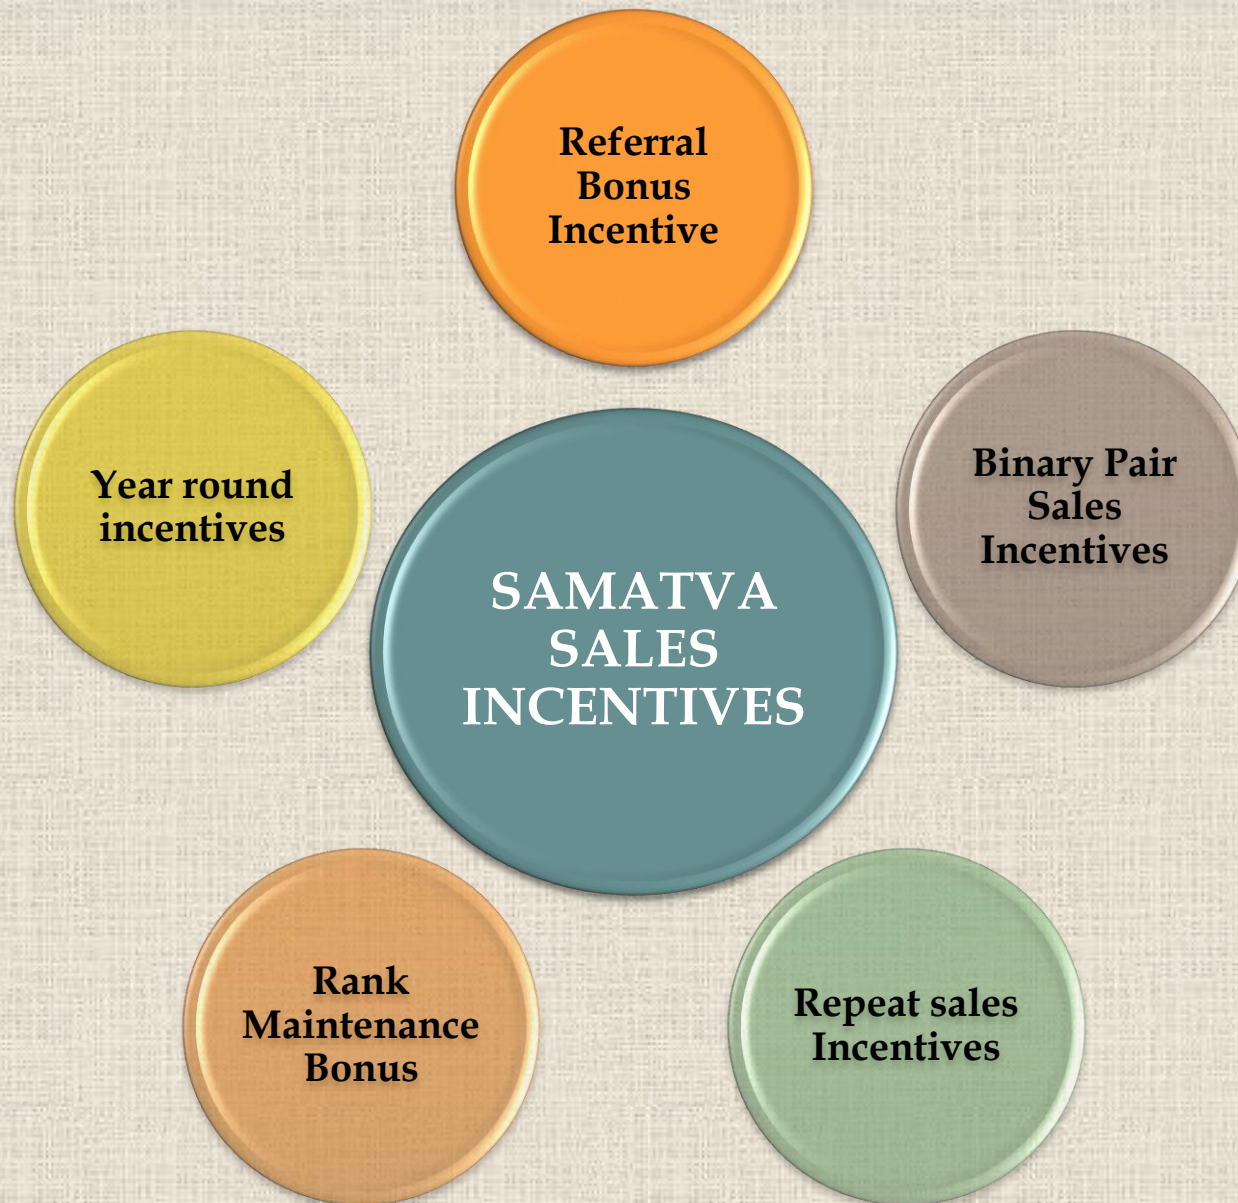 Referral
Bonus
Incentive
Year round
incentives
Binary Pair
Sales
Incentives
SAMATVA
SALES
INCENTIVES
Rank
Maintenance
Bonus
Repeat sales
Incentives